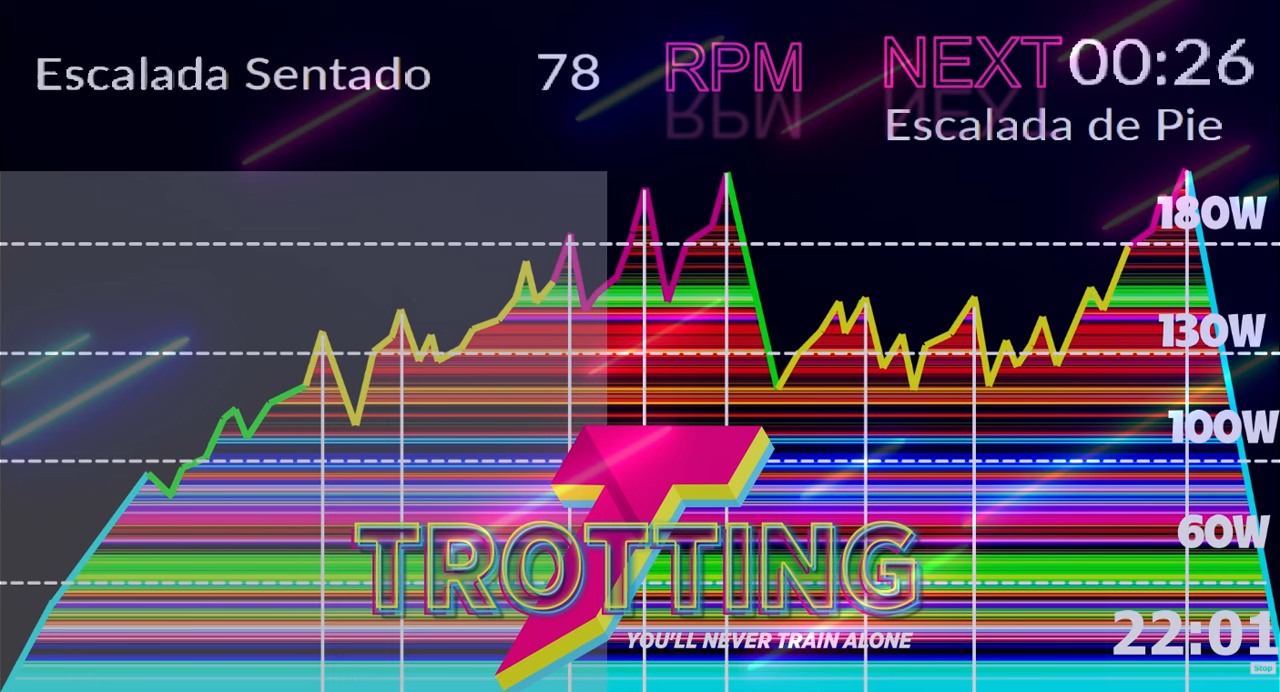 Escalada Sentado 78 RPM NEXT 00:26
Escalada de Pie
180W
130W
100W
60W
TROTTING
YOU'LL NEVER TRAIN ALONE
22:01
Stop